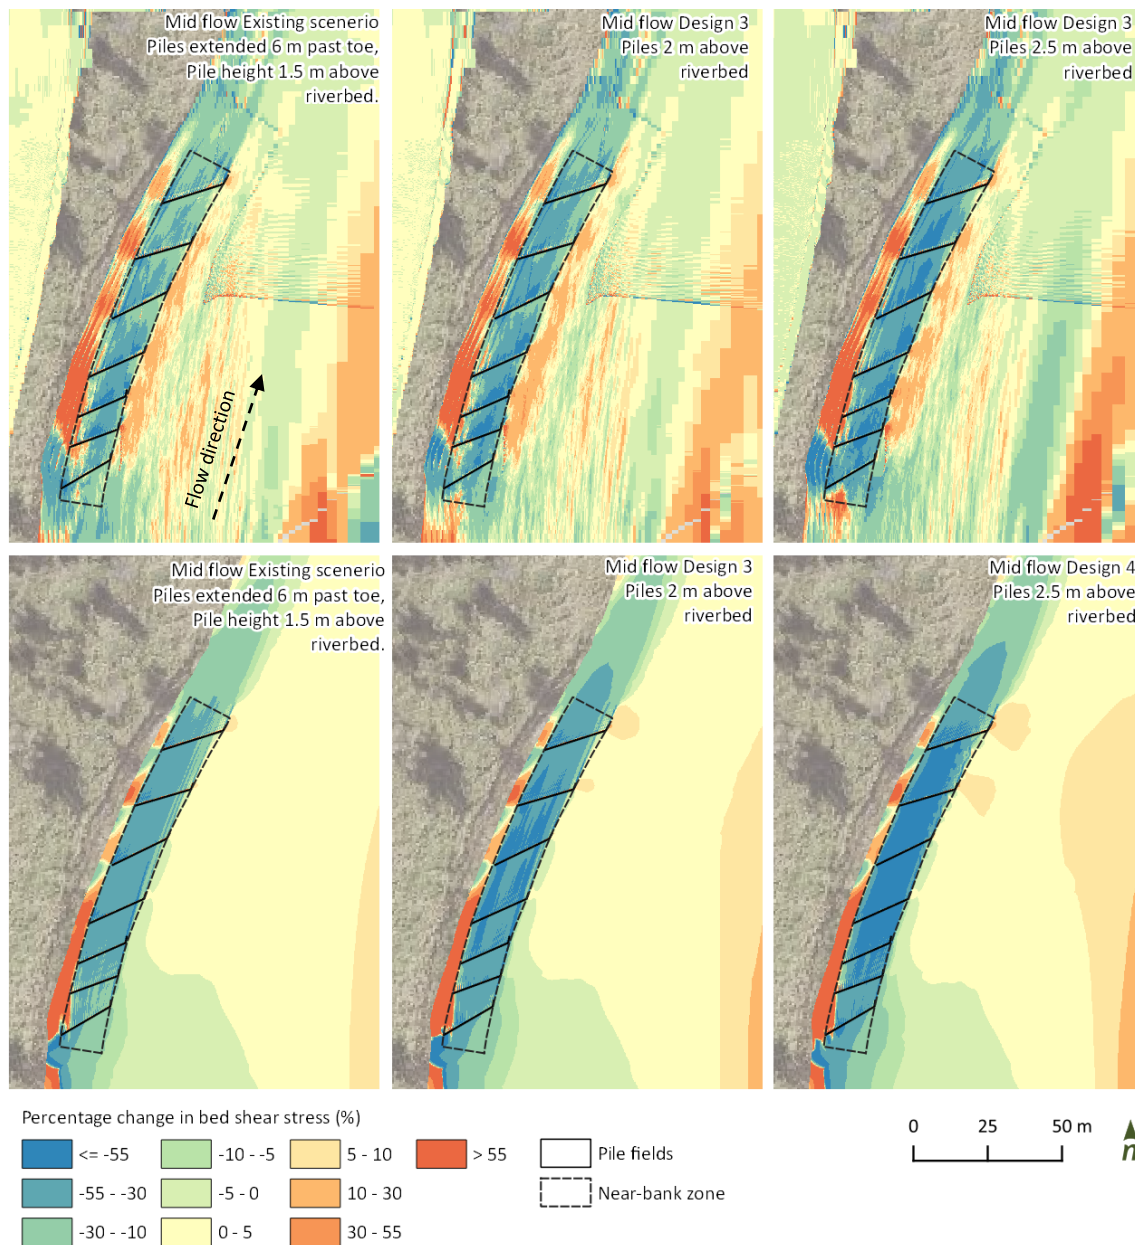 Mid flow Existing scenerio
Piles extended 6 m past toe,
Pile height 1.5 m above
riverbed.
Mid flow Design 3
Piles 2 m above
riverbed
Mid flow Design 3
Piles 2.5 m above
riverbed
Flow direction
Mid flow Existing scenerio
Piles extended 6 m past toe,
Pile height 1.5 m above
riverbed.
Mid flow Design 3
Piles 2 m above
riverbed
Mid flow Design 4
Piles 2.5 m above
riverbed
Percentage change in bed shear stress (%)
<= -55
-10 - -5
5 - 10
> 55
Pile fields
-55 - -30
-5 - 0
10 - 30
Near-bank zone
-30 - -10
0 - 5
30 - 55
0 25 50 m
n